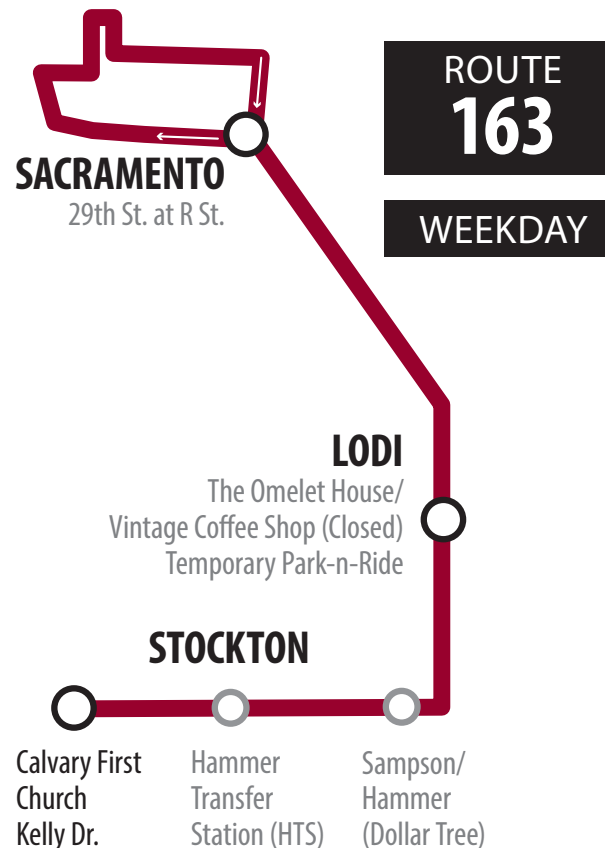 ROUTE
163
WEEKDAY
SACRAMENTO
29th St. at R St.
LODI
The Omelet House/
Vintage Coffee Shop (Closed)
Temporary Park-n-Ride
STOCKTON
Calvary First
Church
Kelly Dr.
Hammer
Transfer
Station (HTS)
Sampson/
Hammer
(Dollar Tree)